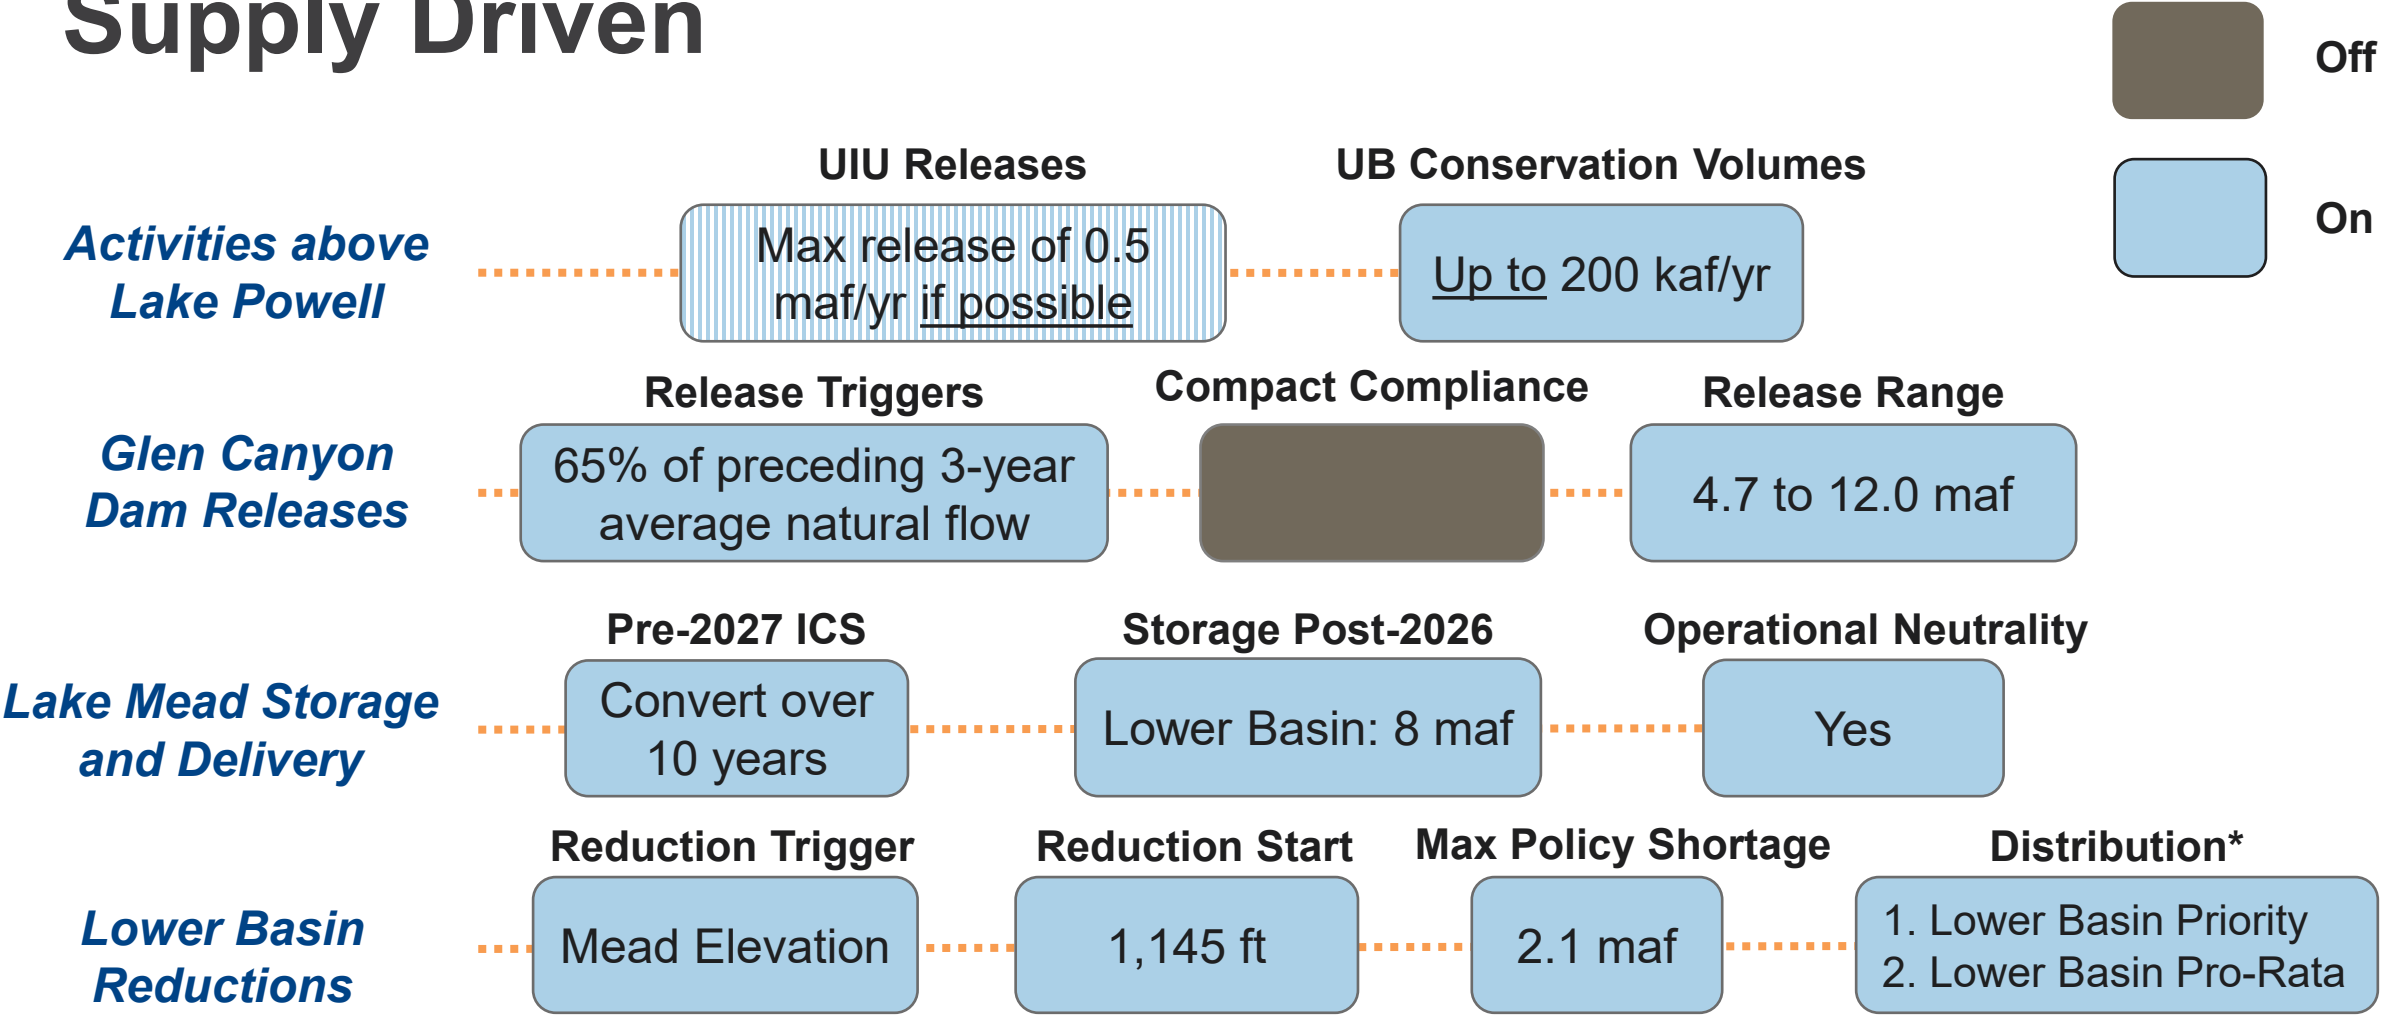 Supply Driven
Off
On
UIU Releases
UB Conservation Volumes
Activities above
Lake Powell
Max release of 0.5
maf/yr if possible
Up to 200 kaf/yr
Release Triggers
Compact Compliance
Release Range
Glen Canyon
Dam Releases
65% of preceding 3-year
average natural flow
4.7 to 12.0 maf
Pre-2027 ICS
Storage Post-2026
Operational Neutrality
Lake Mead Storage
and Delivery
Convert over
10 years
Lower Basin: 8 maf
Yes
Reduction Trigger
Reduction Start
Max Policy Shortage
Distribution*
Lower Basin
Reductions
Mead Elevation
1,145 ft
2.1 maf
1. Lower Basin Priority
2. Lower Basin Pro-Rata